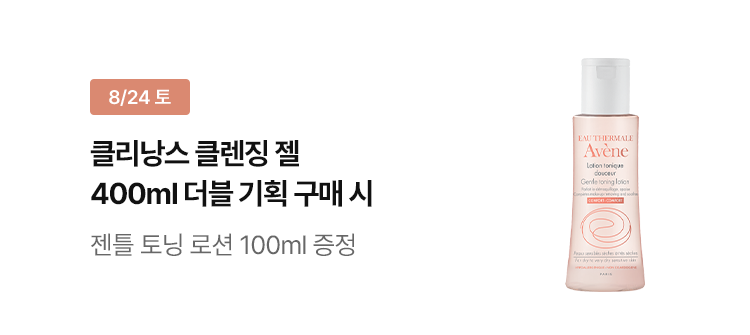 8/24 토
클리낭스 클렌징 젤
400ml 더블 기획 구매 시
젠틀 토닝 로션 100ml 증정
EAU THERMALE
Avène
Lotion tonique
douceur
Gentle toning lotion